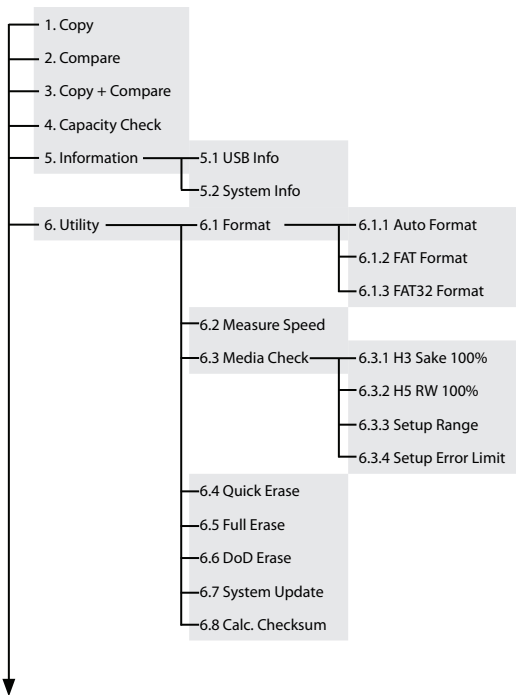 1. Copy
2. Compare
3. Copy + Compare
4. Capacity Check
5. Information
5.1 USB Info
5.2 System Info
6. Utility
6.1 Format
6.1.1 Auto Format
6.1.2 FAT Format
6.1.3 FAT32 Format
6.2 Measure Speed
6.3 Media Check
6.3.1 H3 Sake 100%
6.3.2 H5 RW 100%
6.3.3 Setup Range
6.3.4 Setup Error Limit
6.4 Quick Erase
6.5 Full Erase
6.6 DoD Erase
6.7 System Update
6.8 Calc. Checksum